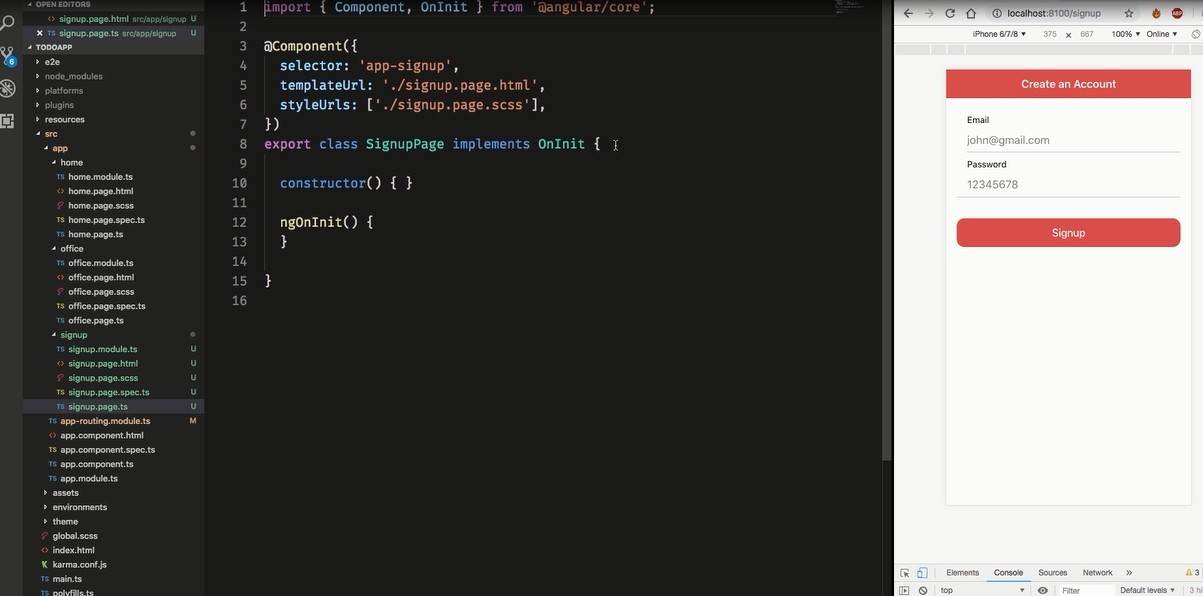 OPEN EDITORS
signup.page.html src/app/signup U
signup.page.ts src/app/signup U
TODOAPP
e2e
node_modules
platforms
plugins
resources
src
app
home
TS home.module.ts
home.page.html
home.page.scss
TS home.page.spec.ts
TS home.page.ts
office
TS office.module.ts
office.page.html
office.page.scss
TS office.page.spec.ts
TS office.page.ts
signup
TS signup.module.ts U
signup.page.html U
signup.page.scss U
TS signup.page.spec.ts U
TS signup.page.ts U
TS app-routing.module.ts M
app.component.html
TS app.component.spec.ts
TS app.component.ts
TS app.module.ts
assets
environments
theme
global.scss
index.html
karma.conf.js
TS main.ts
TS polyfills.ts
6
1 import { Component, OnInit } from '@angular/core';
2
3 @Component({
4 selector: 'app-signup',
5 templateUrl: './signup.page.html',
6 styleUrls: ['./signup.page.scss'],
7 })
8 export class SignupPage implements OnInit {
9
10 constructor() { }
11
12 ngOnInit() {
13 }
14
15 }
16
localhost:8100/signup
ABP
iPhone 6/7/8 375 x 667 100% Online
Create an Account
Email
john@gmail.com
Password
12345678
Signup
Elements Console Sources Network » 3
top Filter Default levels 3 hi